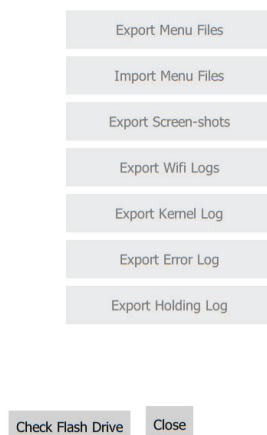 Export Menu Files
Import Menu Files
Export Screen-shots
Export Wifi Logs
Export Kernel Log
Export Error Log
Export Holding Log
Check Flash Drive
Close